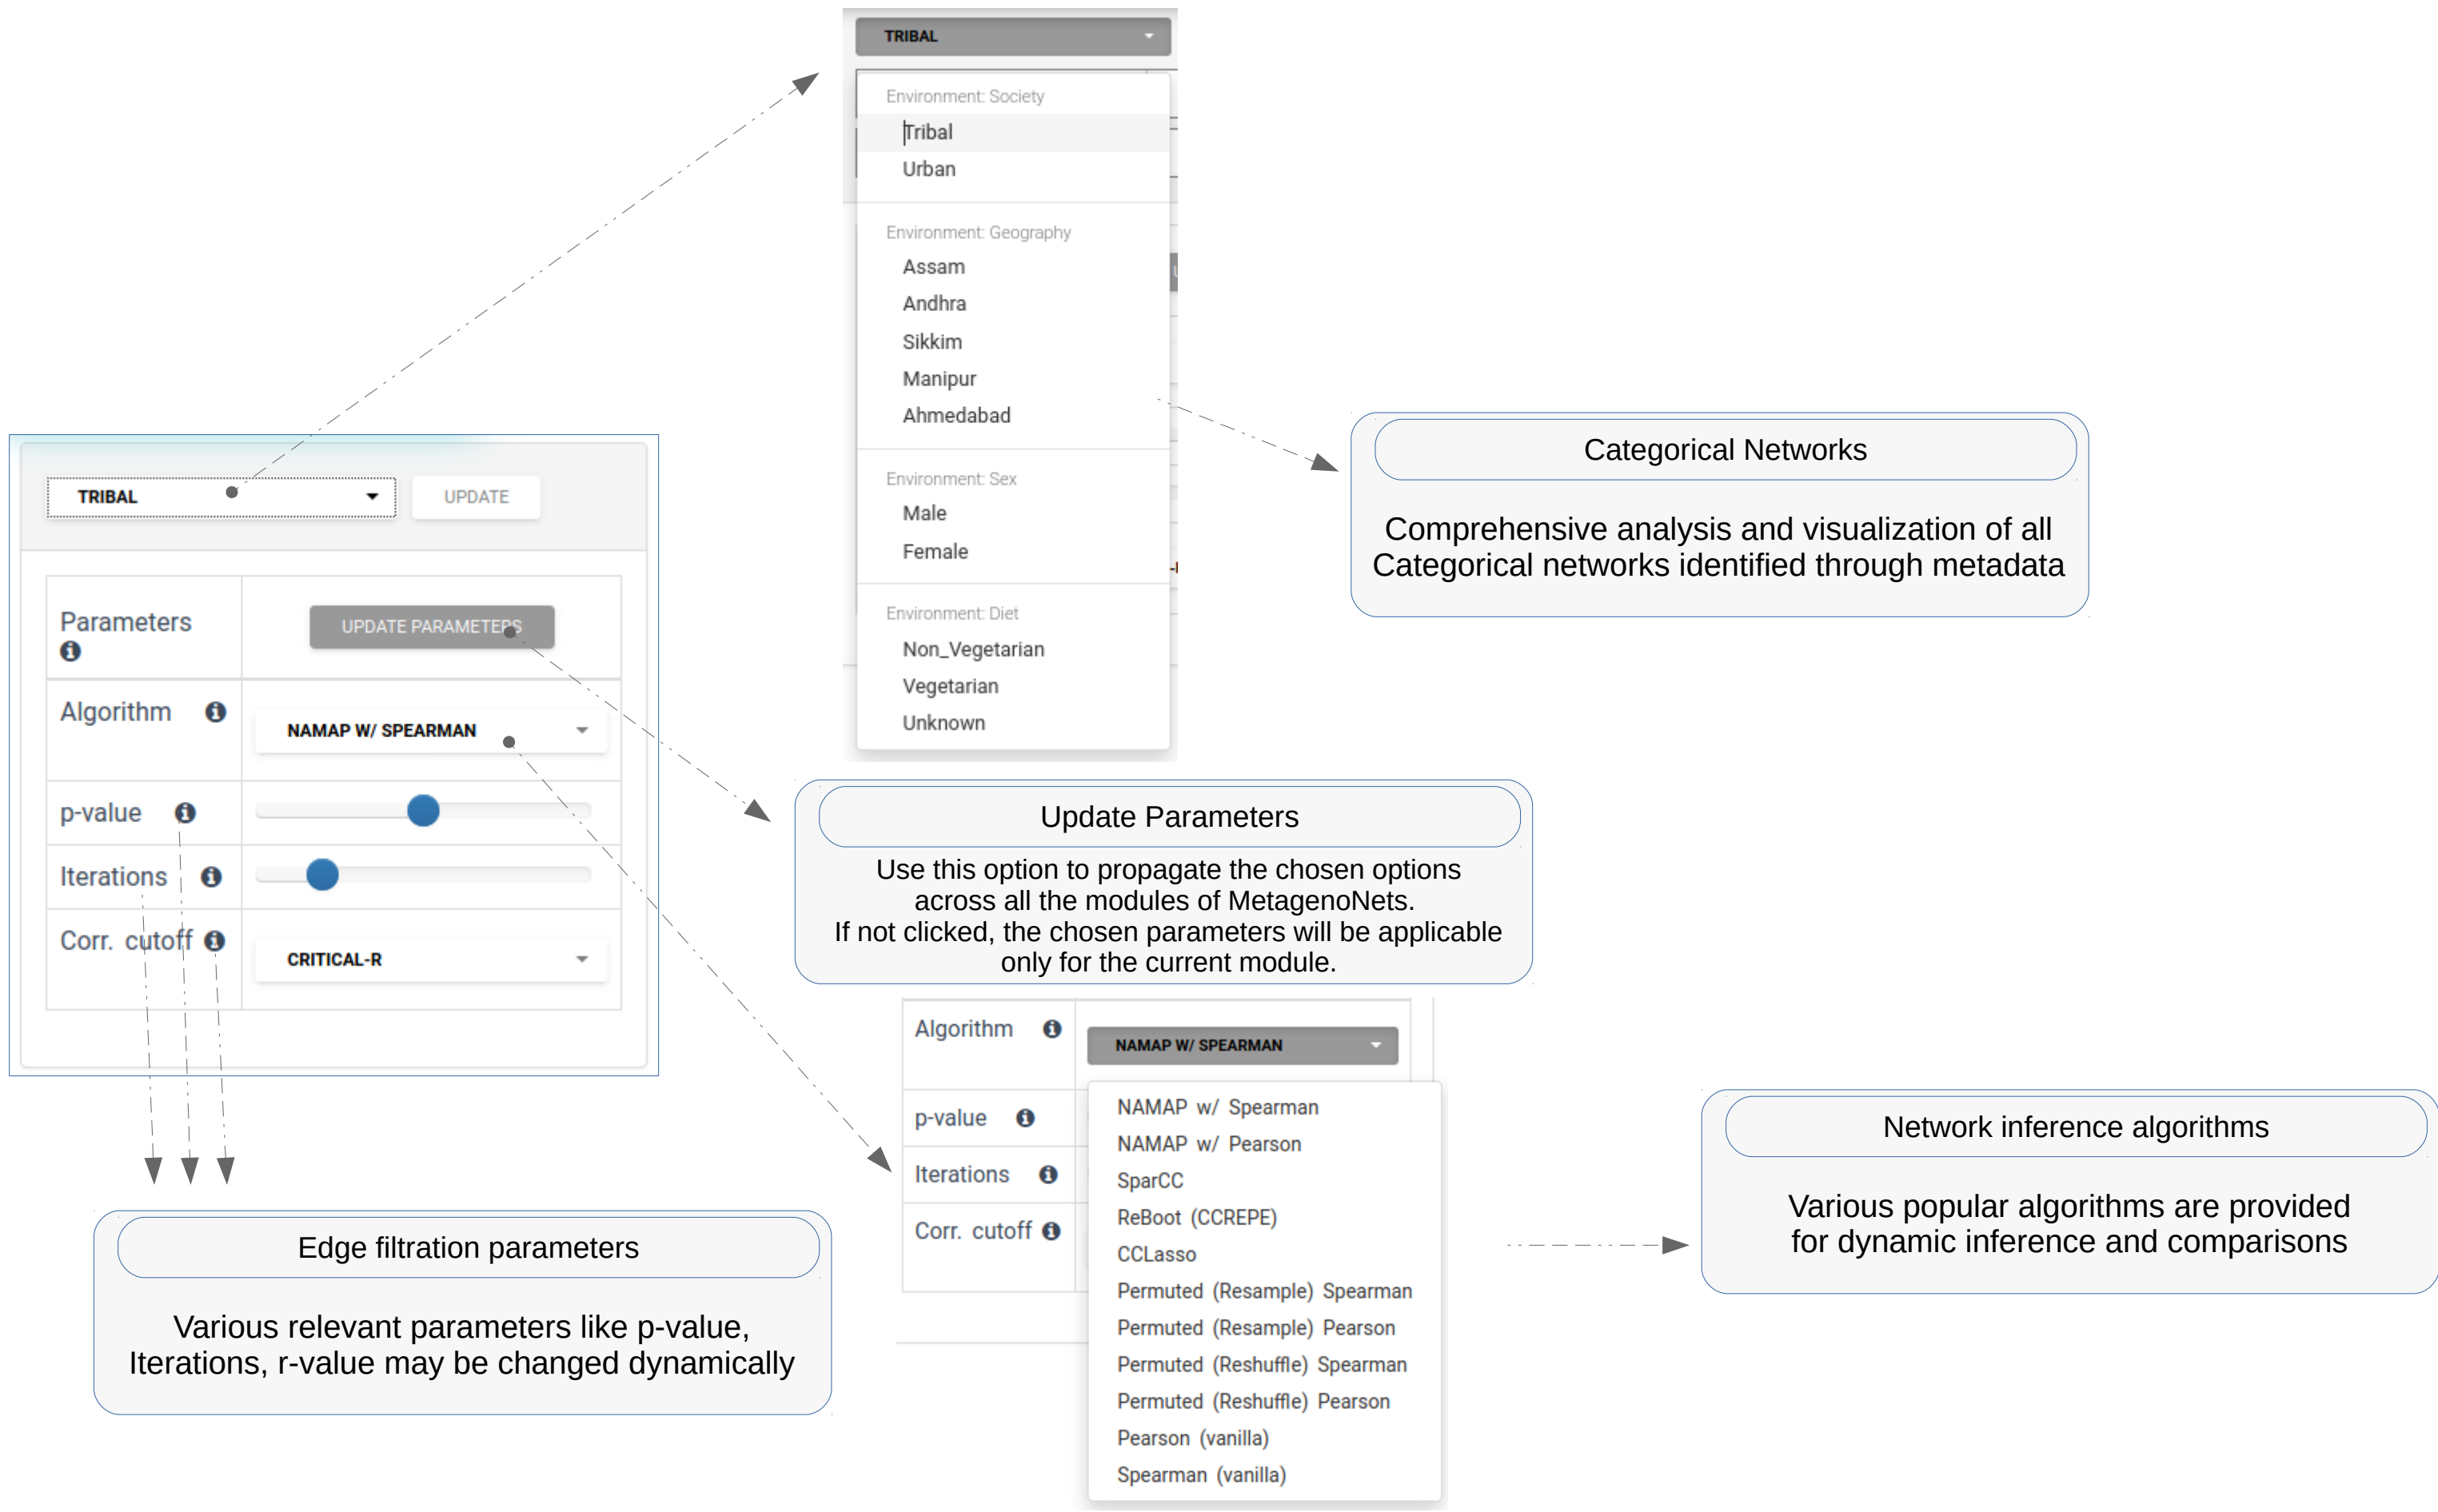 TRIBAL
Environment: Society
Tribal
Urban
Environment: Geography
Assam
Andhra
Sikkim
Manipur
Ahmedabad
Environment: Sex
Male
Female
Environment: Diet
Non_Vegetarian
Vegetarian
Unknown
Categorical Networks
Comprehensive analysis and visualization of all
Categorical networks identified through metadata
TRIBAL
UPDATE
Parameters
UPDATE PARAMETERS
Algorithm
NAMAP W/ SPEARMAN
p-value
Iterations
Corr. cutoff
CRITICAL-R
Update Parameters
Use this option to propagate the chosen options
across all the modules of MetagenoNets.
If not clicked, the chosen parameters will be applicable
only for the current module.
Algorithm
NAMAP W/ SPEARMAN
p-value
Iterations
Corr. cutoff
NAMAP w/ Spearman
NAMAP w/ Pearson
SparCC
ReBoot (CCREPE)
CCLasso
Permuted (Resample) Spearman
Permuted (Resample) Pearson
Permuted (Reshuffle) Spearman
Permuted (Reshuffle) Pearson
Pearson (vanilla)
Spearman (vanilla)
Network inference algorithms
Various popular algorithms are provided
for dynamic inference and comparisons
Edge filtration parameters
Various relevant parameters like p-value,
Iterations, r-value may be changed dynamically